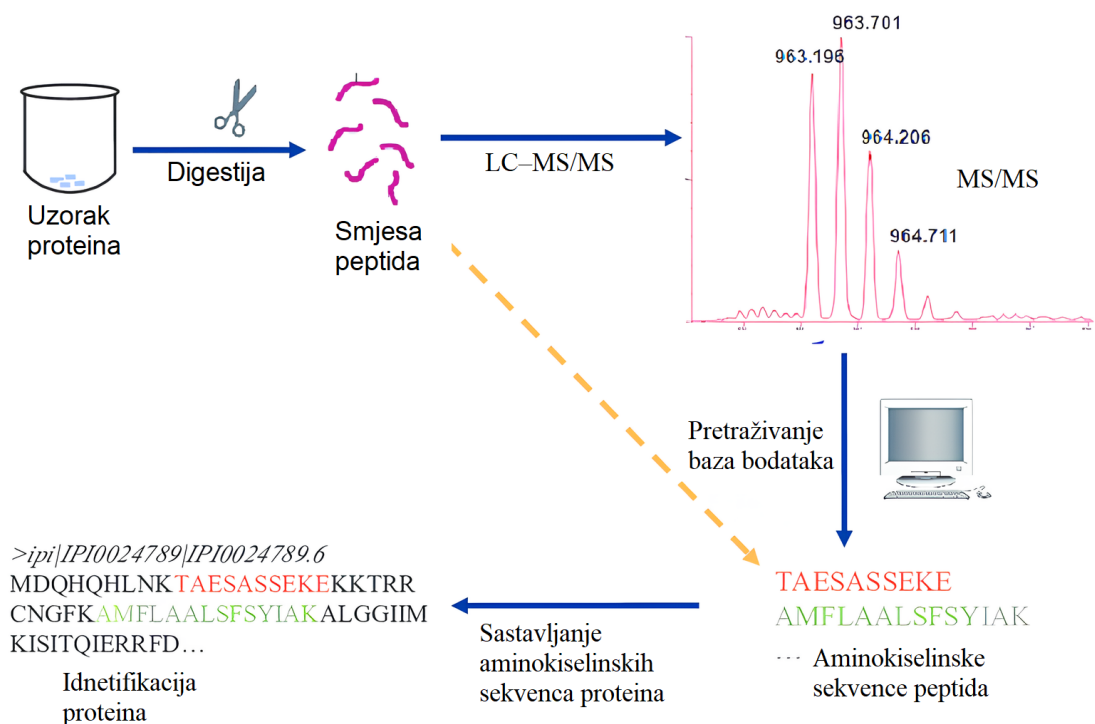 Uzorak
proteina
Digestija
Smjesa
peptida
LC–MS/MS
963.196
963.701
964.206
964.711
MS/MS
Pretraživanje
baza bodataka
TAESASSEKE
AMFLAALSFSYIAK
Aminokiselinske
sekvence peptida
Sastavljanje
aminokiselinskih
sekvenca proteina
>ipi|IPI0024789|IPI0024789.6
MDQHQHLNKTAESASSEKEKKTRR
CNGFKAMFLAALSFSYIAKALGGIIM
KISITQIERRFD...
Idnetifikacija
proteina